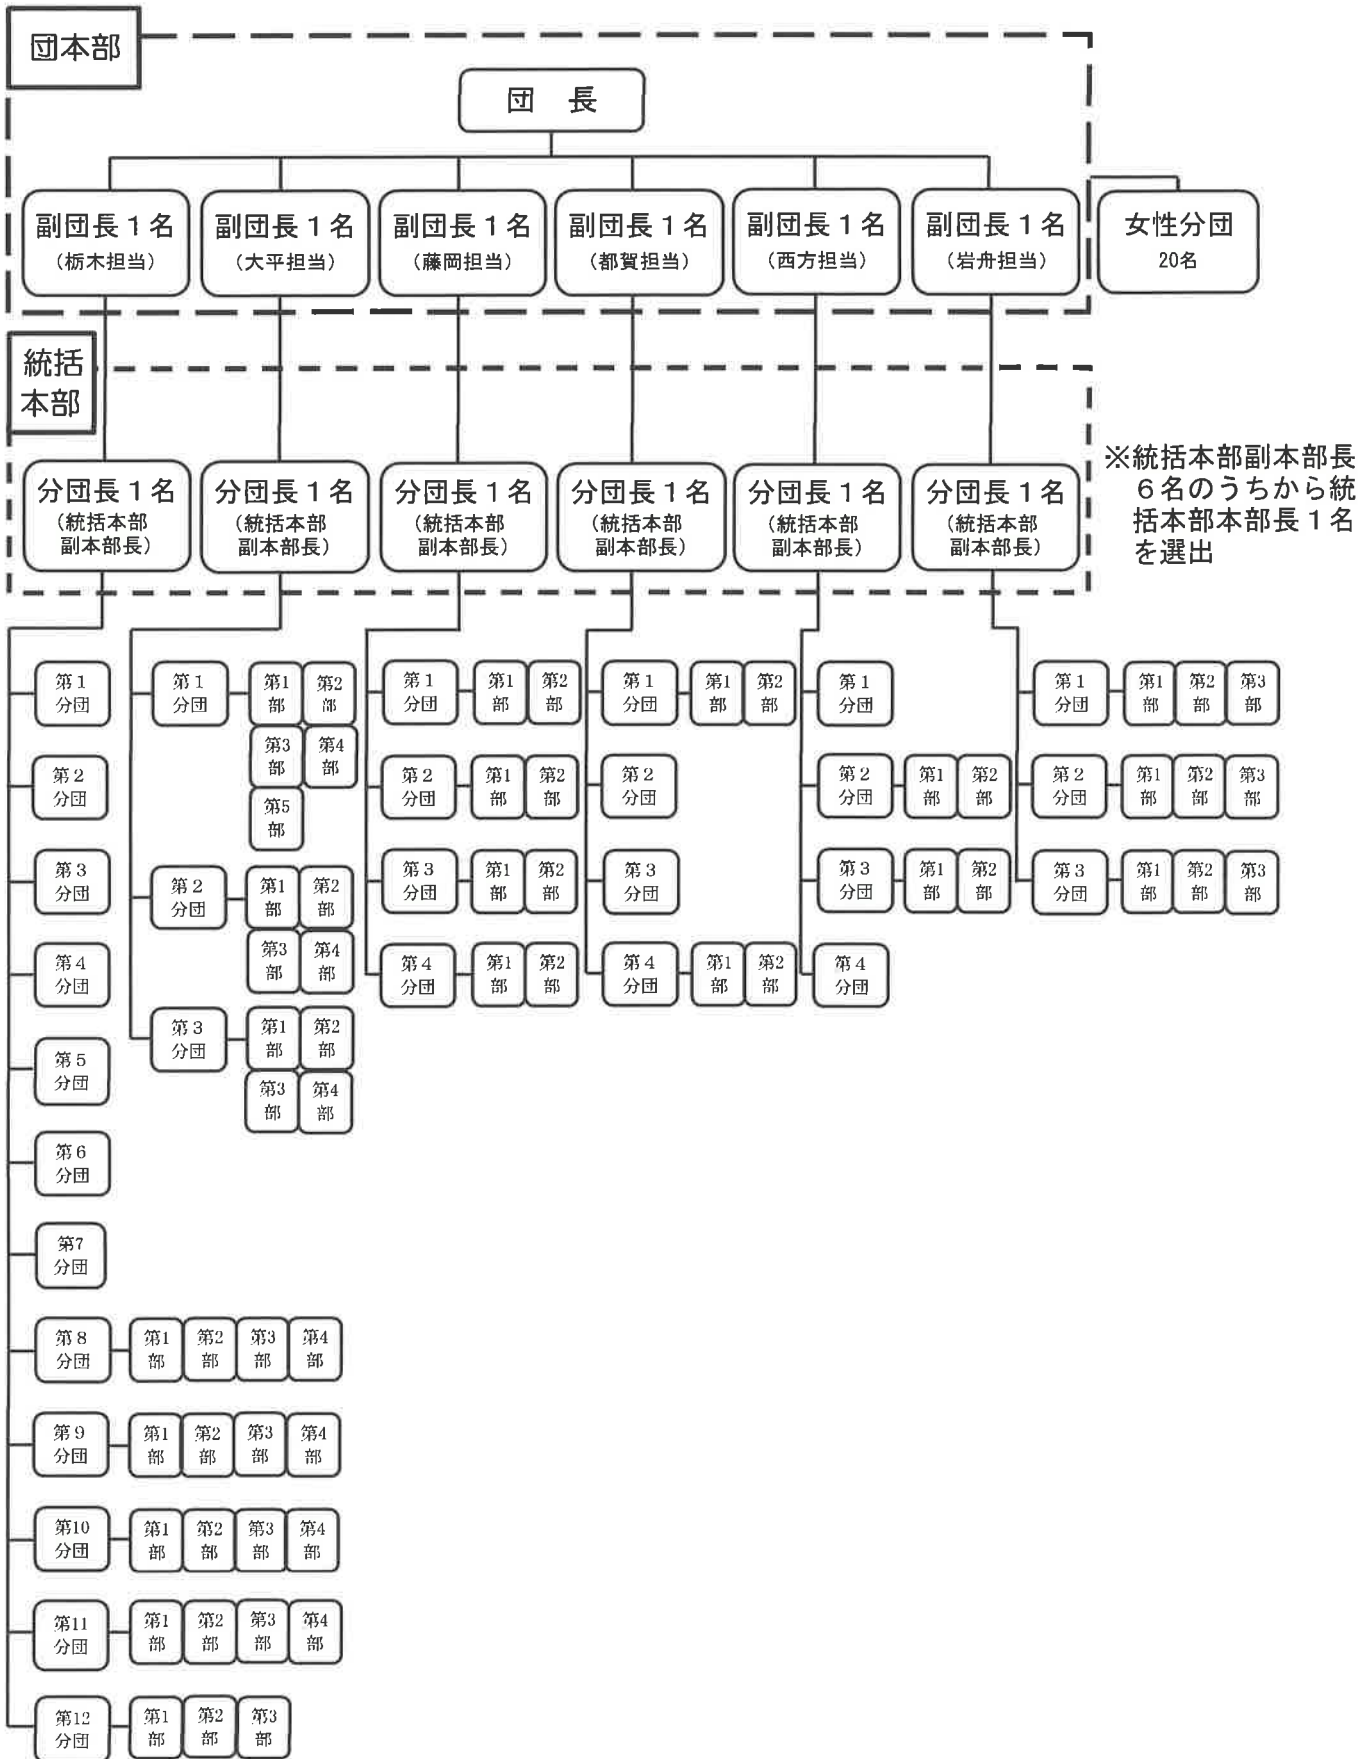 団本部
団 長
副団長１名
（栃木担当）
副団長１名
（大平担当）
副団長１名
（藤岡担当）
副団長１名
（都賀担当）
副団長１名
（西方担当）
副団長１名
（岩舟担当）
女性分団
20名
統括
本部
分団長１名
（統括本部
副本部長）
分団長１名
（統括本部
副本部長）
分団長１名
（統括本部
副本部長）
分団長１名
（統括本部
副本部長）
分団長１名
（統括本部
副本部長）
分団長１名
（統括本部
副本部長）
※統括本部副本部長
６名のうちから統
括本部本部長１名
を選出
第１
分団
第２
分団
第３
分団
第４
分団
第５
分団
第６
分団
第7
分団
第８
分団
第1
部
第2
部
第3
部
第4
部
第９
分団
第1
部
第2
部
第3
部
第4
部
第10
分団
第1
部
第2
部
第3
部
第4
部
第11
分団
第1
部
第2
部
第3
部
第4
部
第12
分団
第1
部
第2
部
第3
部
第１
分団
第1
部
第2
部
第3
部
第4
部
第5
部
第２
分団
第1
部
第2
部
第3
部
第4
部
第３
分団
第1
部
第2
部
第3
部
第4
部
第１
分団
第1
部
第2
部
第２
分団
第1
部
第2
部
第３
分団
第1
部
第2
部
第４
分団
第1
部
第2
部
第１
分団
第1
部
第2
部
第２
分団
第３
分団
第４
分団
第1
部
第2
部
第１
分団
第２
分団
第1
部
第2
部
第３
分団
第1
部
第2
部
第４
分団
第１
分団
第1
部
第2
部
第3
部
第２
分団
第1
部
第2
部
第3
部
第３
分団
第1
部
第2
部
第3
部